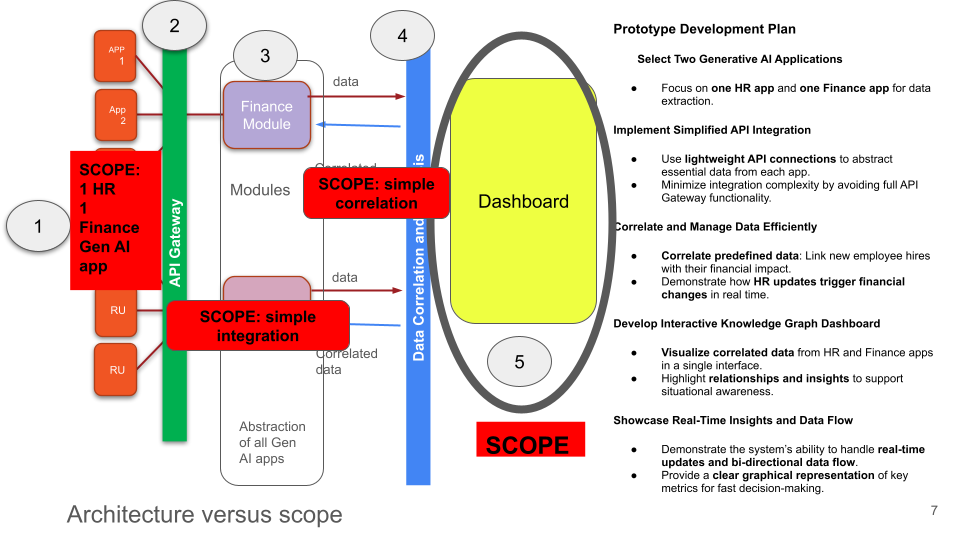 2
4
3
1
5
APP
1
App
2
SCOPE:
1 HR
1
Finance
Gen AI
app
RU
RU
API Gateway
Finance
Module
Modules
data
Correlated
SCOPE: simple
correlation
data
SCOPE: simple
integration
Correlated
data
Abstraction
of all Gen
AI apps
Data Correlation and
is
Dashboard
SCOPE
Prototype Development Plan
Select Two Generative AI Applications
● Focus on one HR app and one Finance app for data
extraction.
Implement Simplified API Integration
● Use lightweight API connections to abstract
essential data from each app.
● Minimize integration complexity by avoiding full API
Gateway functionality.
Correlate and Manage Data Efficiently
● Correlate predefined data: Link new employee hires
with their financial impact.
● Demonstrate how HR updates trigger financial
changes in real time.
Develop Interactive Knowledge Graph Dashboard
● Visualize correlated data from HR and Finance apps
in a single interface.
● Highlight relationships and insights to support
situational awareness.
Showcase Real-Time Insights and Data Flow
● Demonstrate the system's ability to handle real-time
updates and bi-directional data flow.
● Provide a clear graphical representation of key
metrics for fast decision-making.
Architecture versus scope
7